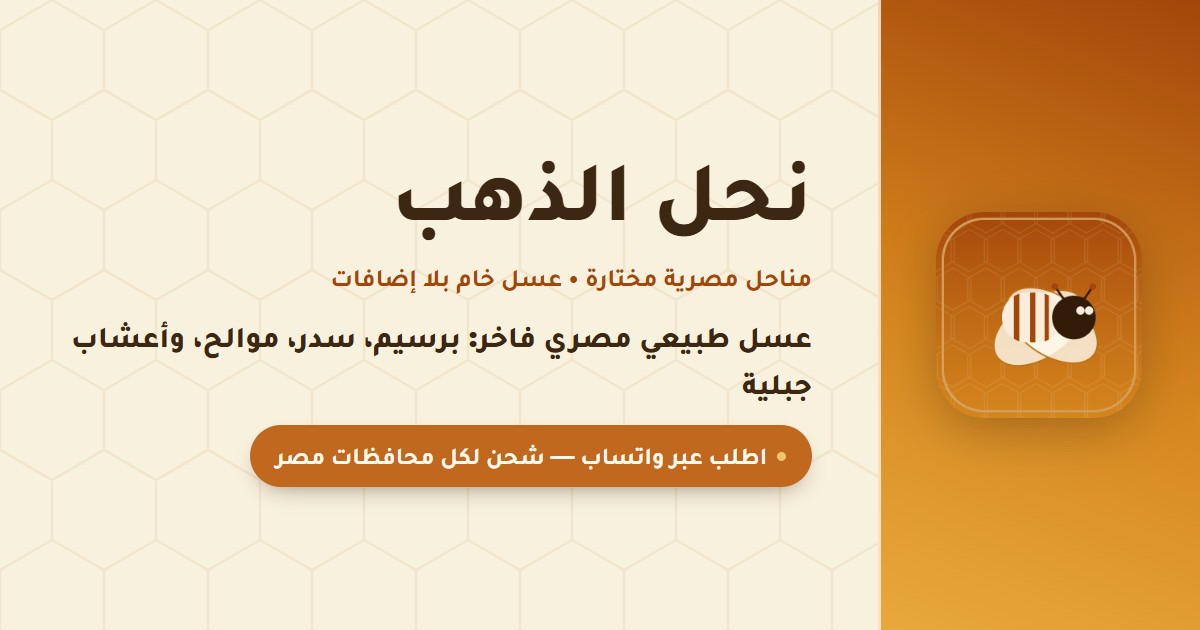 نحل الذهب
مناحل مصرية مختارة • عسل خام بلا إضافات
عسل طبيعي مصري فاخر: برسيم، سدر، موالح، وأعشاب
جبلية
• اطلب عبر واتساب — شحن لكل محافظات مصر